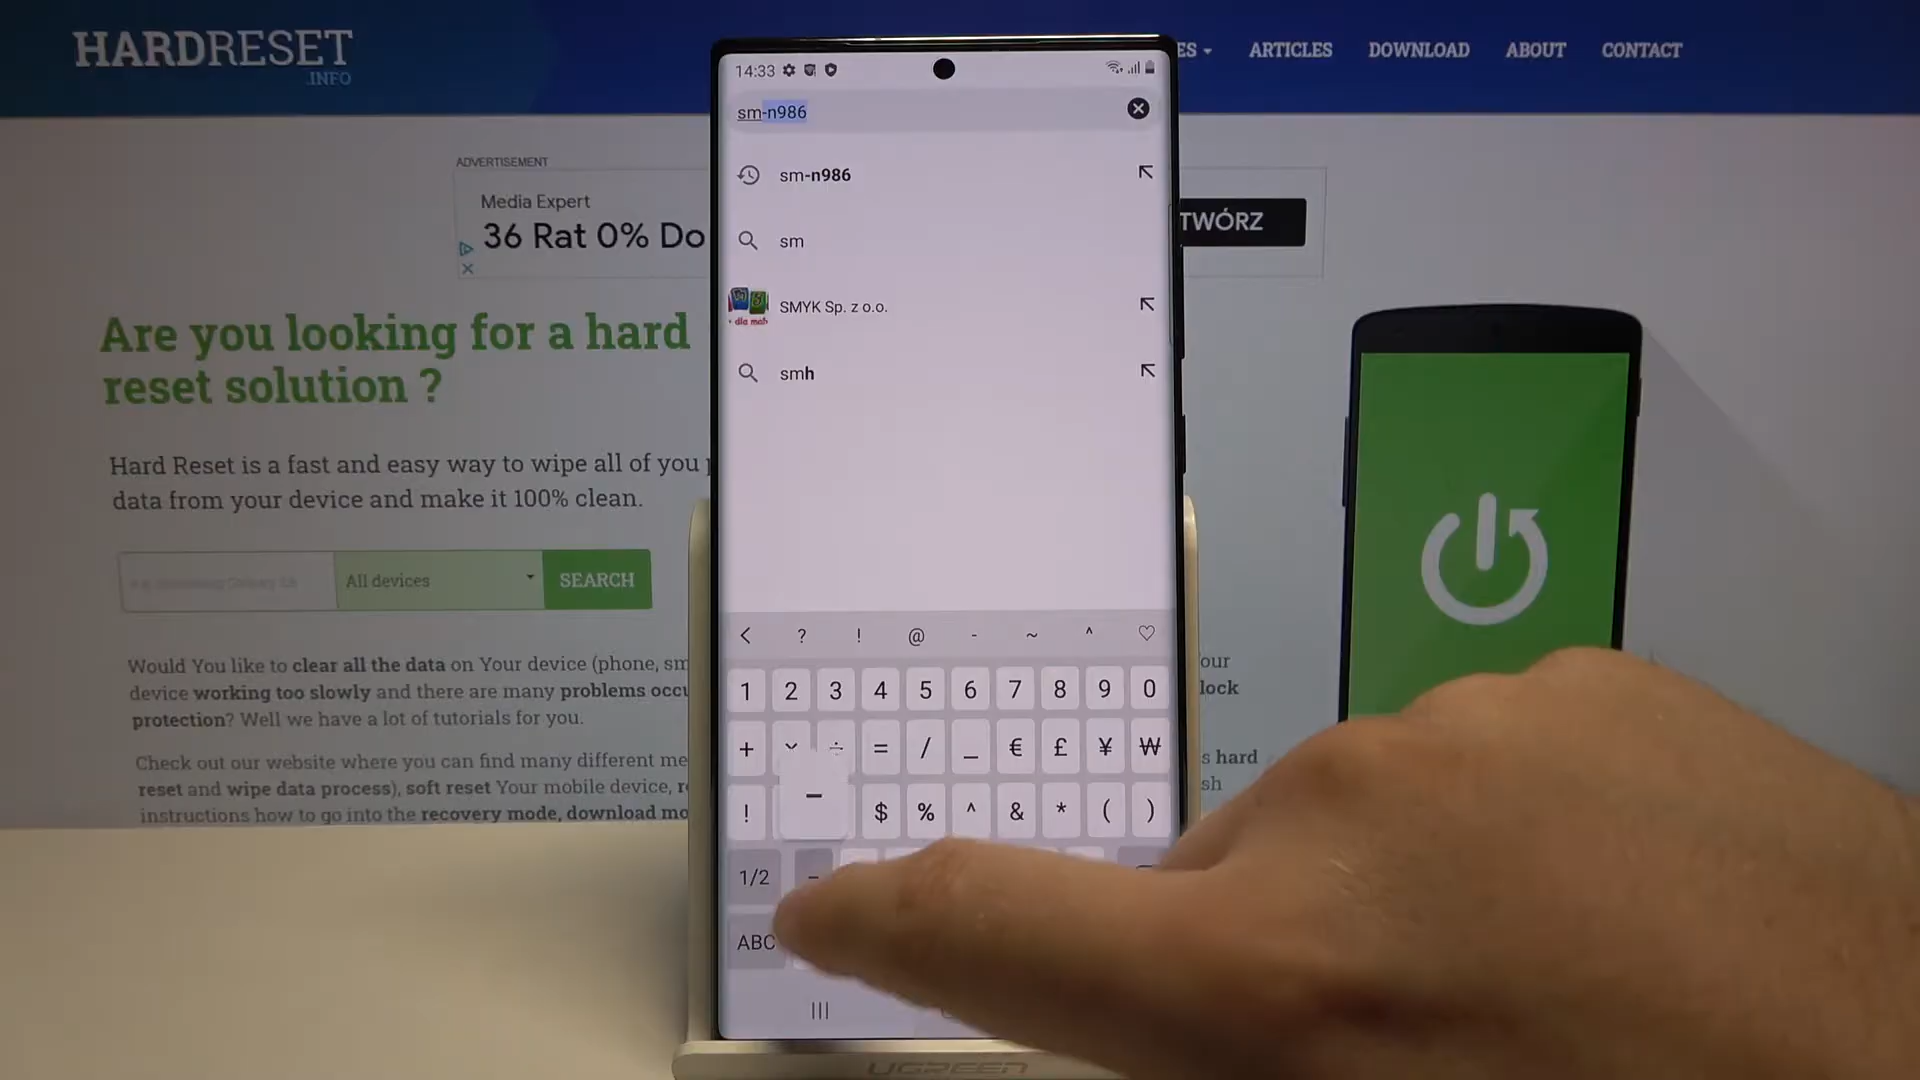 HARDRESET
.INFO
ES
ARTICLES
DOWNLOAD
ABOUT
CONTACT
14:33
sm-n986
sm-n986
sm
SMYK Sp. z o.o.
smh
ADVERTISEMENT
Media Expert
36 Rat 0% Do
TWÓRZ
Are you looking for a hard
reset solution ?
Hard Reset is a fast and easy way to wipe all of you
data from your device and make it 100% clean.
All devices
SEARCH
Would You like to clear all the data on Your device (phone, sm
device working too slowly and there are many problems occu
protection? Well we have a lot of tutorials for you.
Check out our website where you can find many different me
reset and wipe data process), soft reset Your mobile device, r
instructions how to go into the recovery mode, download mo
our
lock
s hard
sh
< ? ! @ - ~ ^ ♡
1 2 3 4 5 6 7 8 9 0
+ ÷ = / _ € £ ¥ ₩
! - $ % ^ & * ( )
1/2 -
ABC
UGREEN